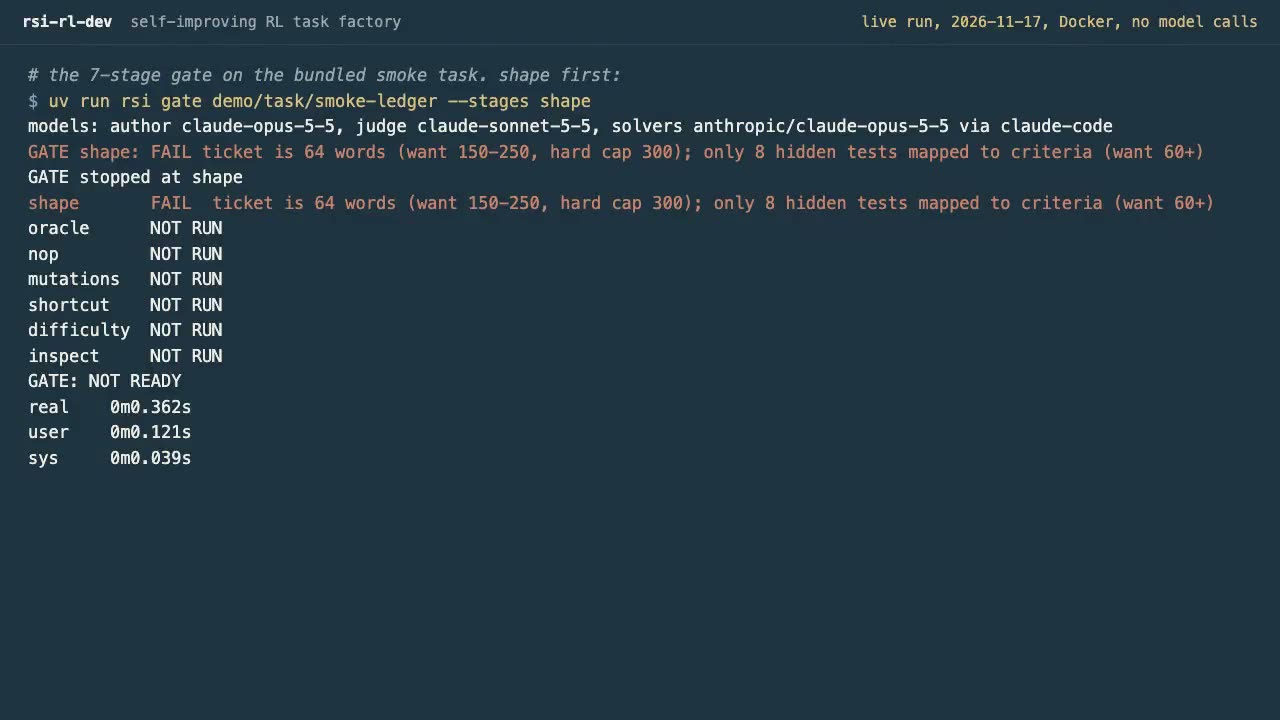 rsi-rl-dev self-improving RL task factory live run, 2026-11-17, Docker, no model calls
# the 7-stage gate on the bundled smoke task. shape first:
$ uv run rsi gate demo/task/smoke-ledger --stages shape
models: author claude-opus-5-5, judge claude-sonnet-5-5, solvers anthropic/claude-opus-5-5 via claude-code
GATE shape: FAIL ticket is 64 words (want 150-250, hard cap 300); only 8 hidden tests mapped to criteria (want 60+)
GATE stopped at shape
shape FAIL ticket is 64 words (want 150-250, hard cap 300); only 8 hidden tests mapped to criteria (want 60+)
oracle NOT RUN
nop NOT RUN
mutations NOT RUN
shortcut NOT RUN
difficulty NOT RUN
inspect NOT RUN
GATE: NOT READY
real 0m0.362s
user 0m0.121s
sys 0m0.039s